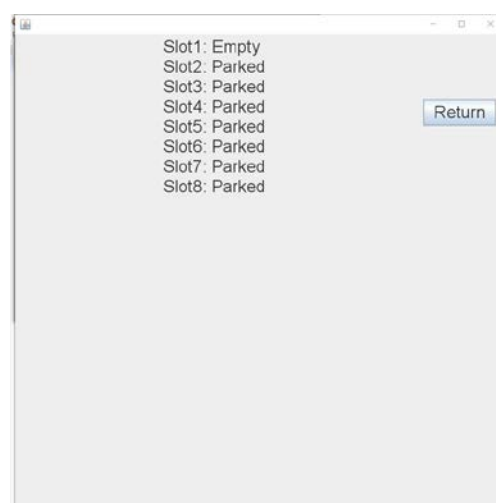 Slot1: Empty
Slot2: Parked
Slot3: Parked
Slot4: Parked
Return
Slot5: Parked
Slot6: Parked
Slot7: Parked
Slot8: Parked